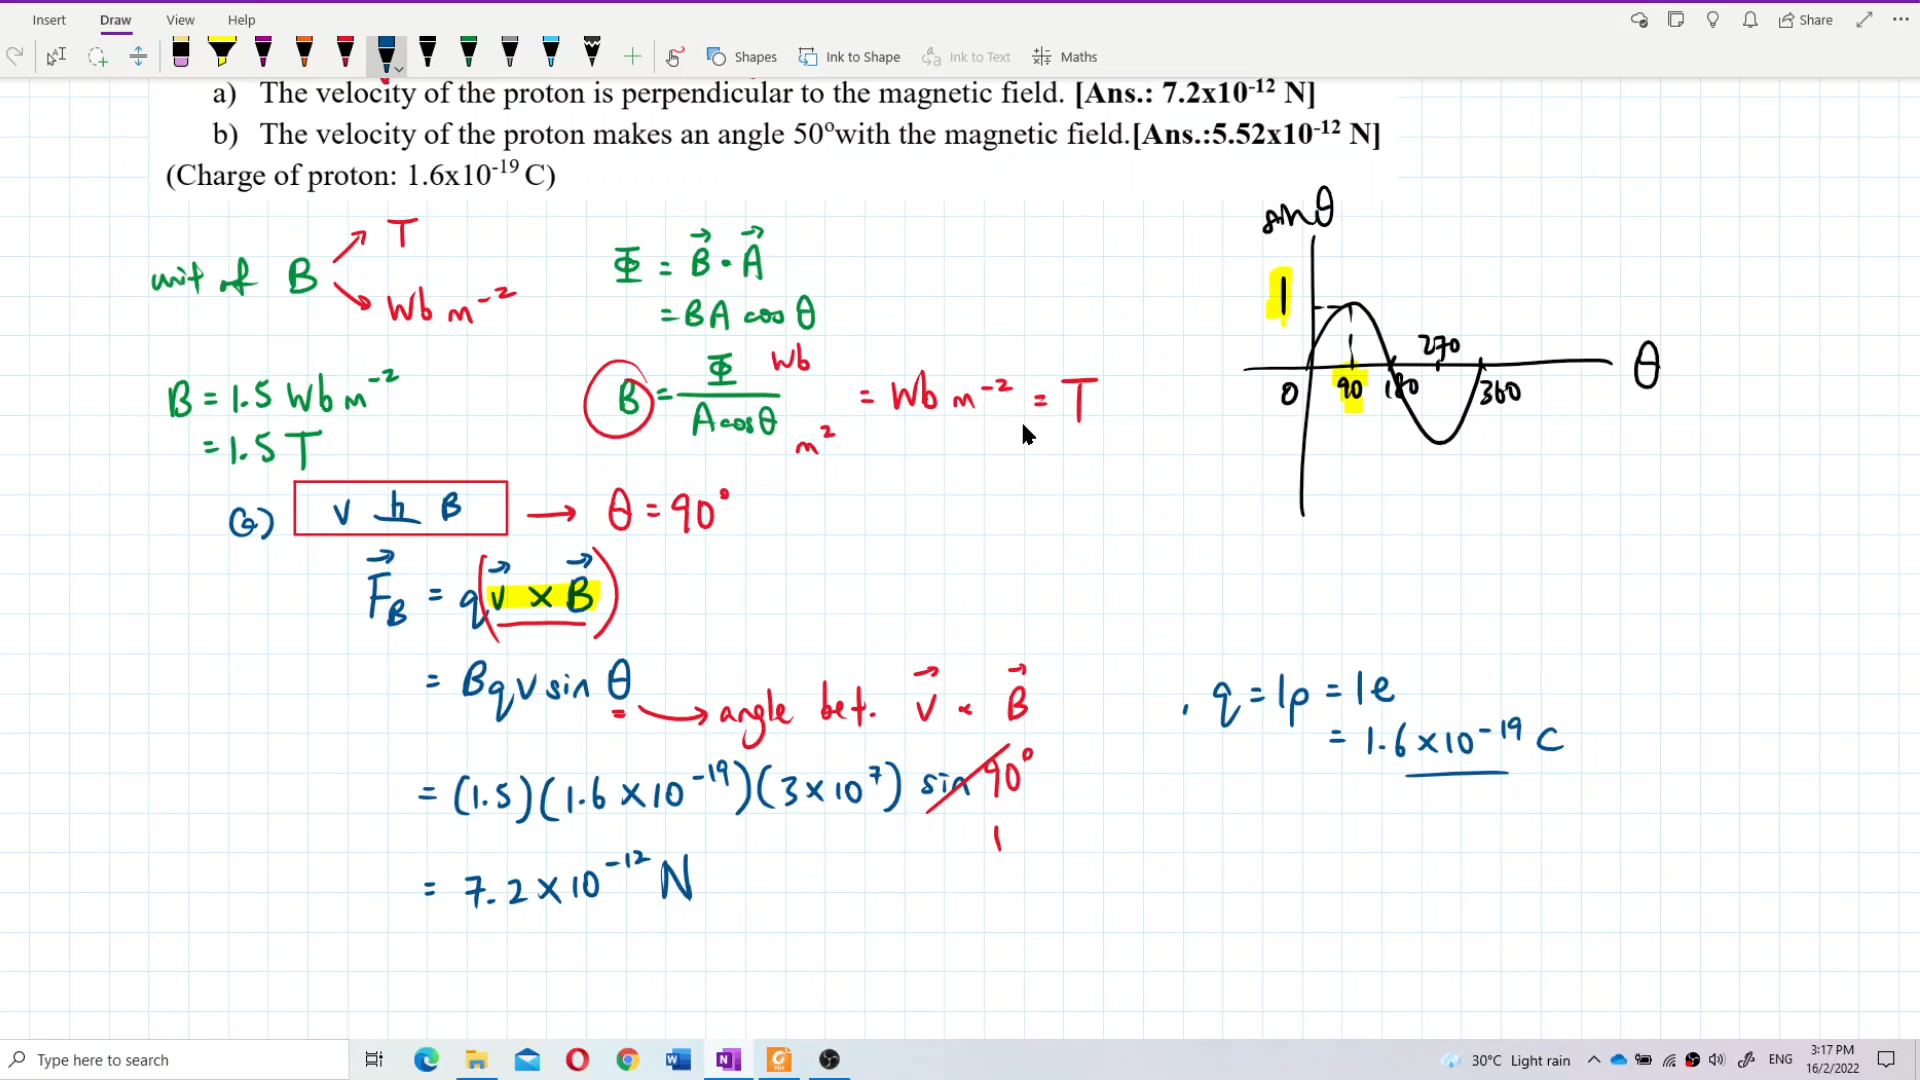 Insert Draw View Help
Share
Shapes Ink to Shape Ink to Text Maths
a) The velocity of the proton is perpendicular to the magnetic field. [Ans.: 7.2x10⁻¹² N]
b) The velocity of the proton makes an angle 50ºwith the magnetic field.[Ans.:5.52x10⁻¹² N]
(Charge of proton: 1.6x10⁻¹⁹ C)
unit of B
T
Wb m⁻²
Φ = B⃗ · A⃗
= BA cos θ
B = Φ / A cos θ
Wb
m²
= Wb m⁻² = T
B = 1.5 Wb m⁻²
= 1.5 T
sin θ
1
0 90 180 270 360 θ
(a) v ⊥ B → θ = 90°
F⃗_B = q(v⃗ × B⃗)
= Bqv sin θ → angle bet. v⃗ & B⃗
= (1.5)(1.6 × 10⁻¹⁹)(3 × 10⁷) sin 90°
1
= 7.2 × 10⁻¹² N
q = 1p = 1e
= 1.6 × 10⁻¹⁹ C
Type here to search
30°C Light rain
ENG
3:17 PM
16/2/2022